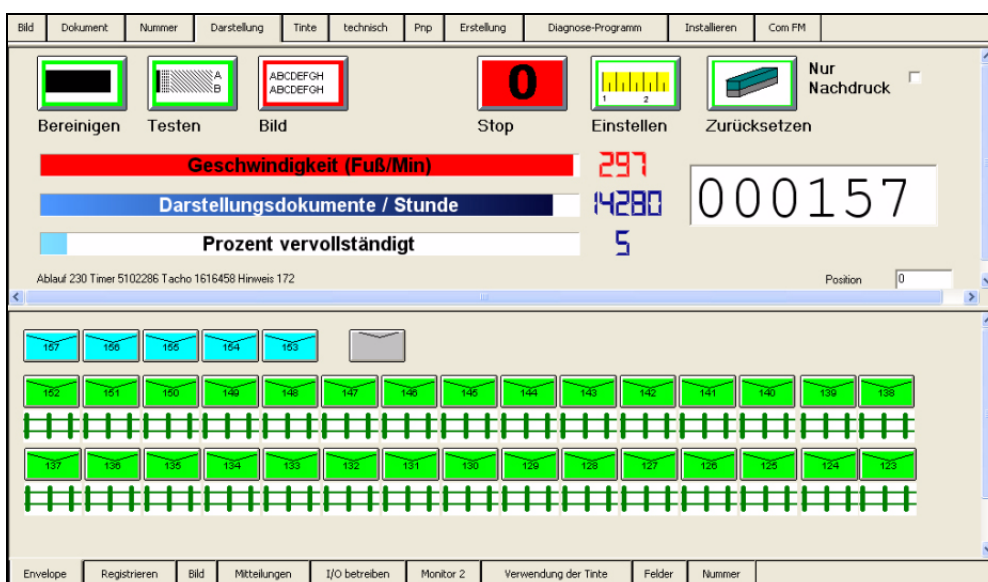 Bild Dokument Nummer Darstellung Tinte technisch Pnp Erstellung Diagnose-Programm Installieren Com FM
A
B
ABCDEFGH
ABCDEFGH
0
1 2
Nur
Nachdruck
Bereinigen Testen Bild Stop Einstellen Zurücksetzen
Geschwindigkeit (Fuß/Min) 297
Darstellungsdokumente / Stunde 14280
000157
Prozent vervollständigt 5
Ablauf 230 Timer 5102286 Tacho 1616458 Hinweis 172 Position 0
157 156 155 154 153
152 151 150 149 148 147 146 145 144 143 142 141 140 139 138
137 136 135 134 133 132 131 130 129 128 127 126 125 124 123
Envelope Registrieren Bild Mitteilungen I/O betreiben Monitor 2 Verwendung der Tinte Felder Nummer